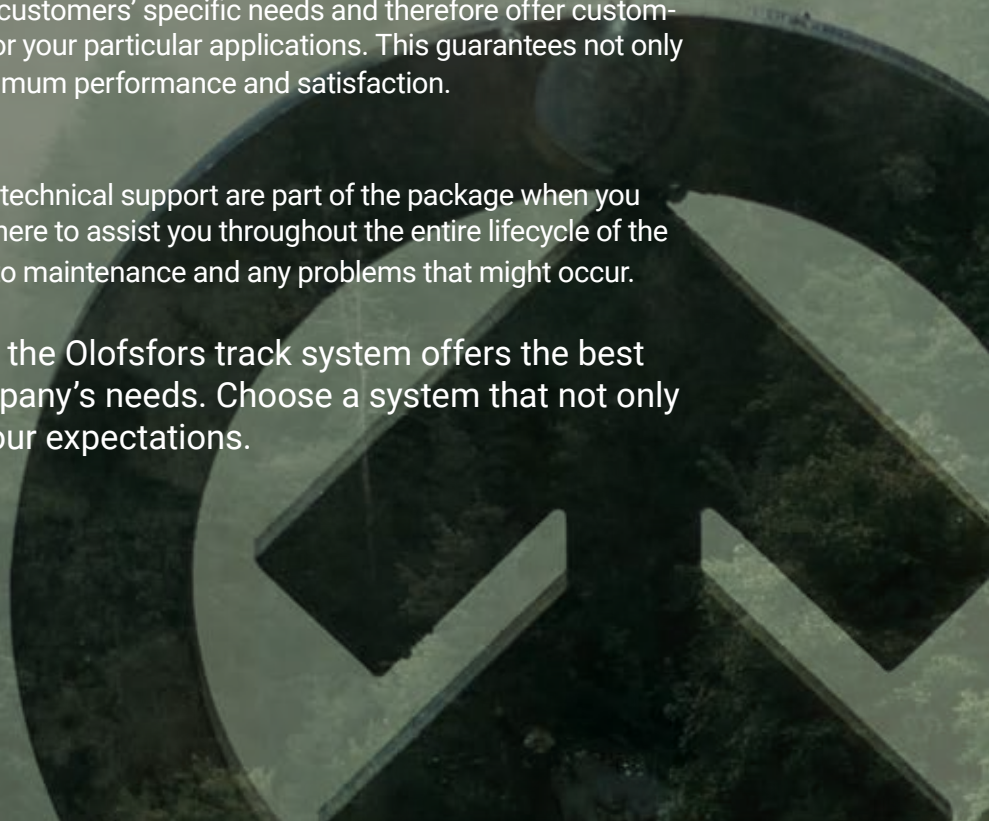 customers’ specific needs and therefore offer custom-
or your particular applications. This guarantees not only
mum performance and satisfaction.
technical support are part of the package when you
here to assist you throughout the entire lifecycle of the
o maintenance and any problems that might occur.
the Olofsfors track system offers the best
pany’s needs. Choose a system that not only
our expectations.